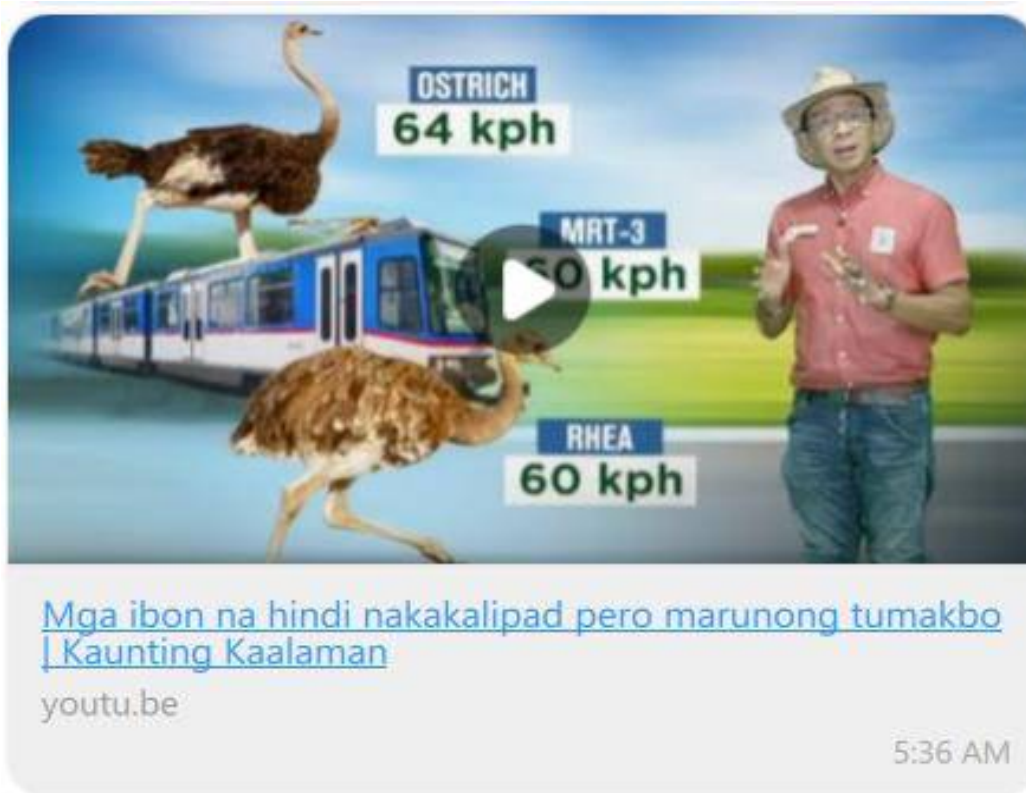 OSTRICH
64 kph
MRT-3
60 kph
RHEA
60 kph
Mga ibon na hindi nakakalipad pero marunong tumakbo
| Kaunting Kaalaman
youtu.be
5:36 AM